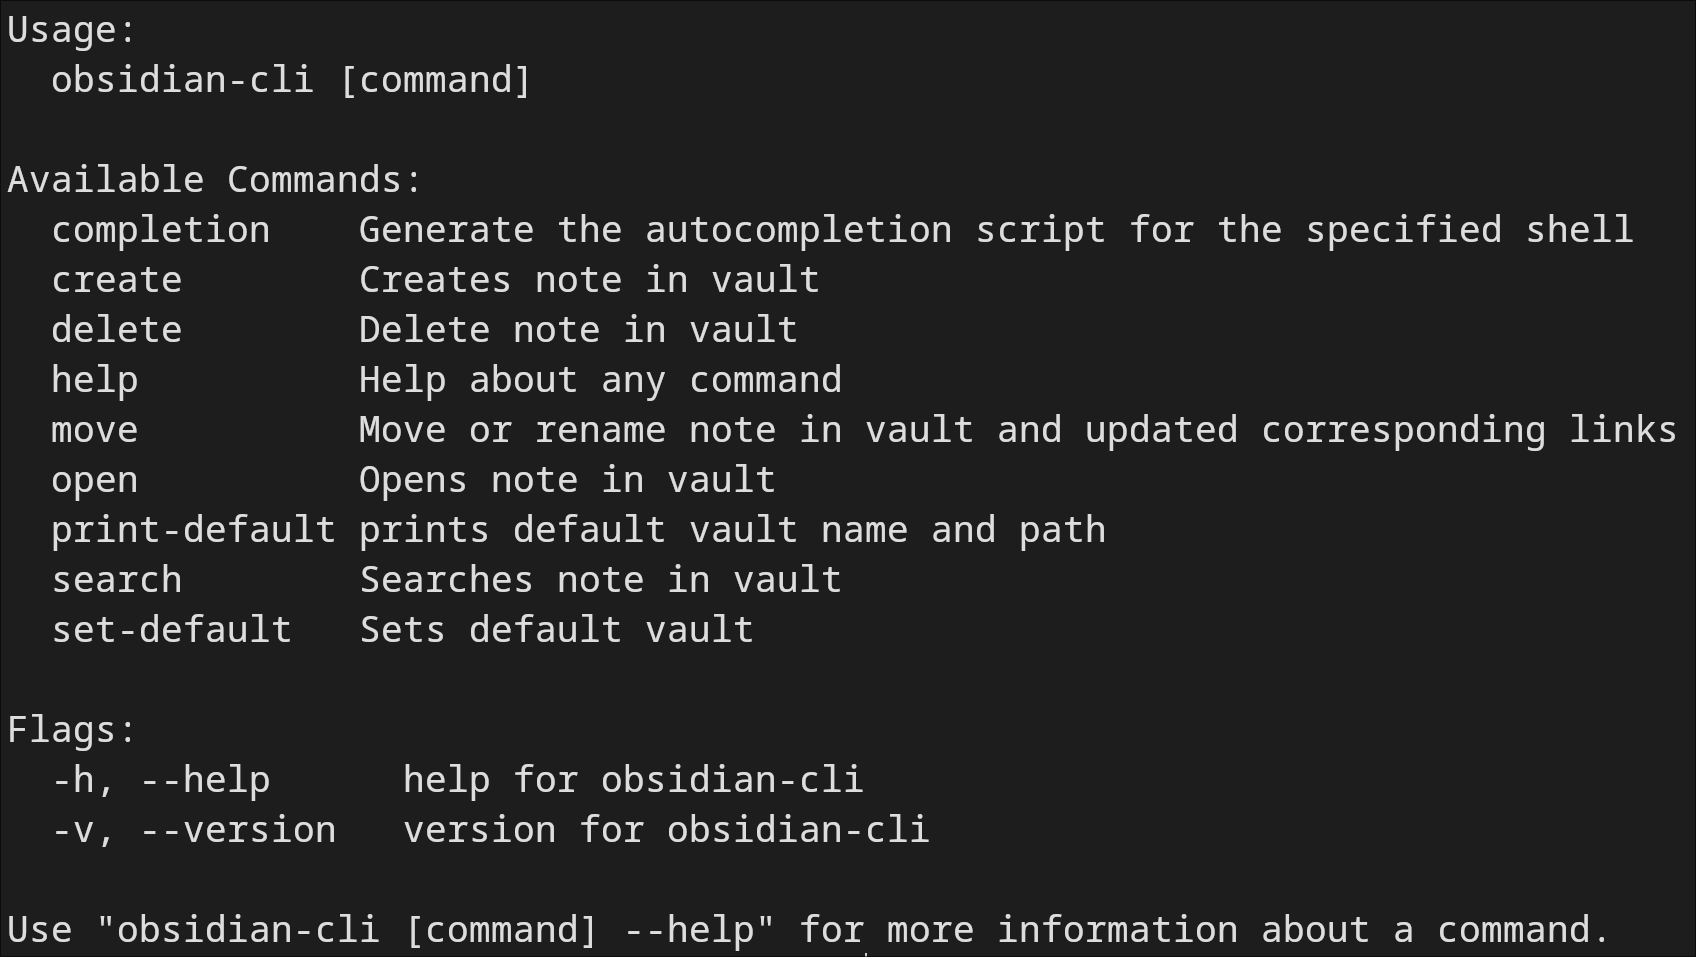 Usage:
  obsidian-cli [command]

Available Commands:
  completion    Generate the autocompletion script for the specified shell
  create        Creates note in vault
  delete        Delete note in vault
  help          Help about any command
  move          Move or rename note in vault and updated corresponding links
  open          Opens note in vault
  print-default prints default vault name and path
  search        Searches note in vault
  set-default   Sets default vault

Flags:
  -h, --help      help for obsidian-cli
  -v, --version   version for obsidian-cli

Use "obsidian-cli [command] --help" for more information about a command.